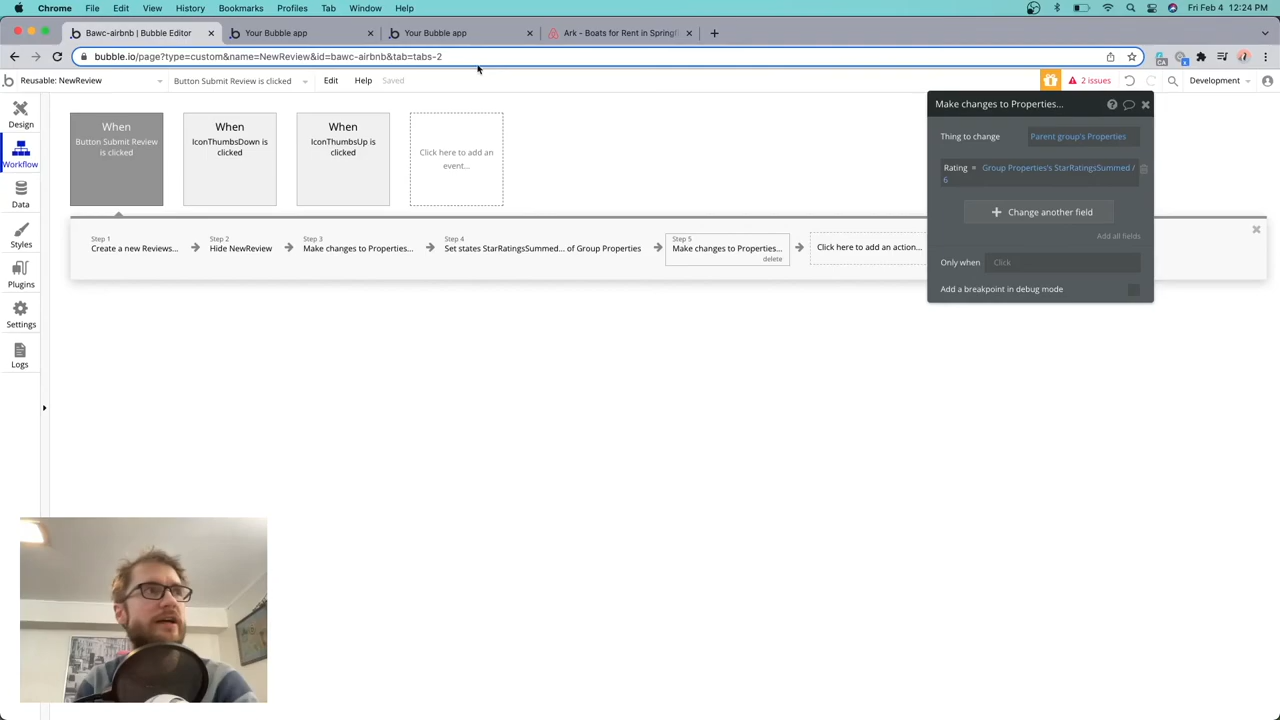 Chrome File Edit View History Bookmarks Profiles Tab Window Help Fri Feb 4 12:24 PM
Bawc-airbnb | Bubble Editor Your Bubble app Your Bubble app Ark - Boats for Rent in Springf
bubble.io/page?type=custom&name=NewReview&id=bawc-airbnb&tab=tabs-2
Reusable: NewReview Button Submit Review is clicked Edit Help Saved 2 issues Development
Design
Workflow
Data
Styles
Plugins
Settings
Logs
When
Button Submit Review is clicked
When
IconThumbsDown is clicked
When
IconThumbsUp is clicked
Click here to add an event...
Step 1
Create a new Reviews...
Step 2
Hide NewReview
Step 3
Make changes to Properties...
Step 4
Set states StarRatingsSummed... of Group Properties
Step 5
Make changes to Properties...
delete
Click here to add an action...
Make changes to Properties...
Thing to change Parent group's Properties
Rating = Group Properties's StarRatingsSummed /
6
Change another field
Add all fields
Only when Click
Add a breakpoint in debug mode